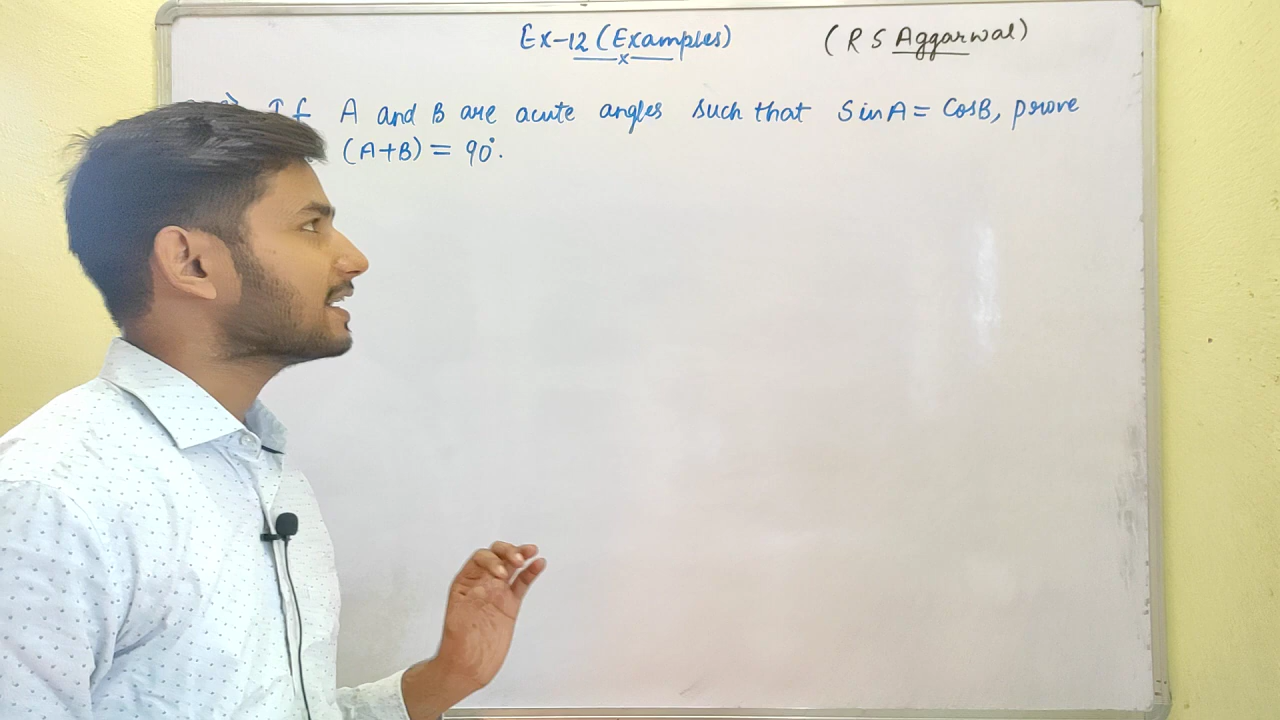 Ex-12 (Examples) (R S Aggarwal)
If A and B are acute angles such that SinA = CosB, prove
(A+B) = 90°.